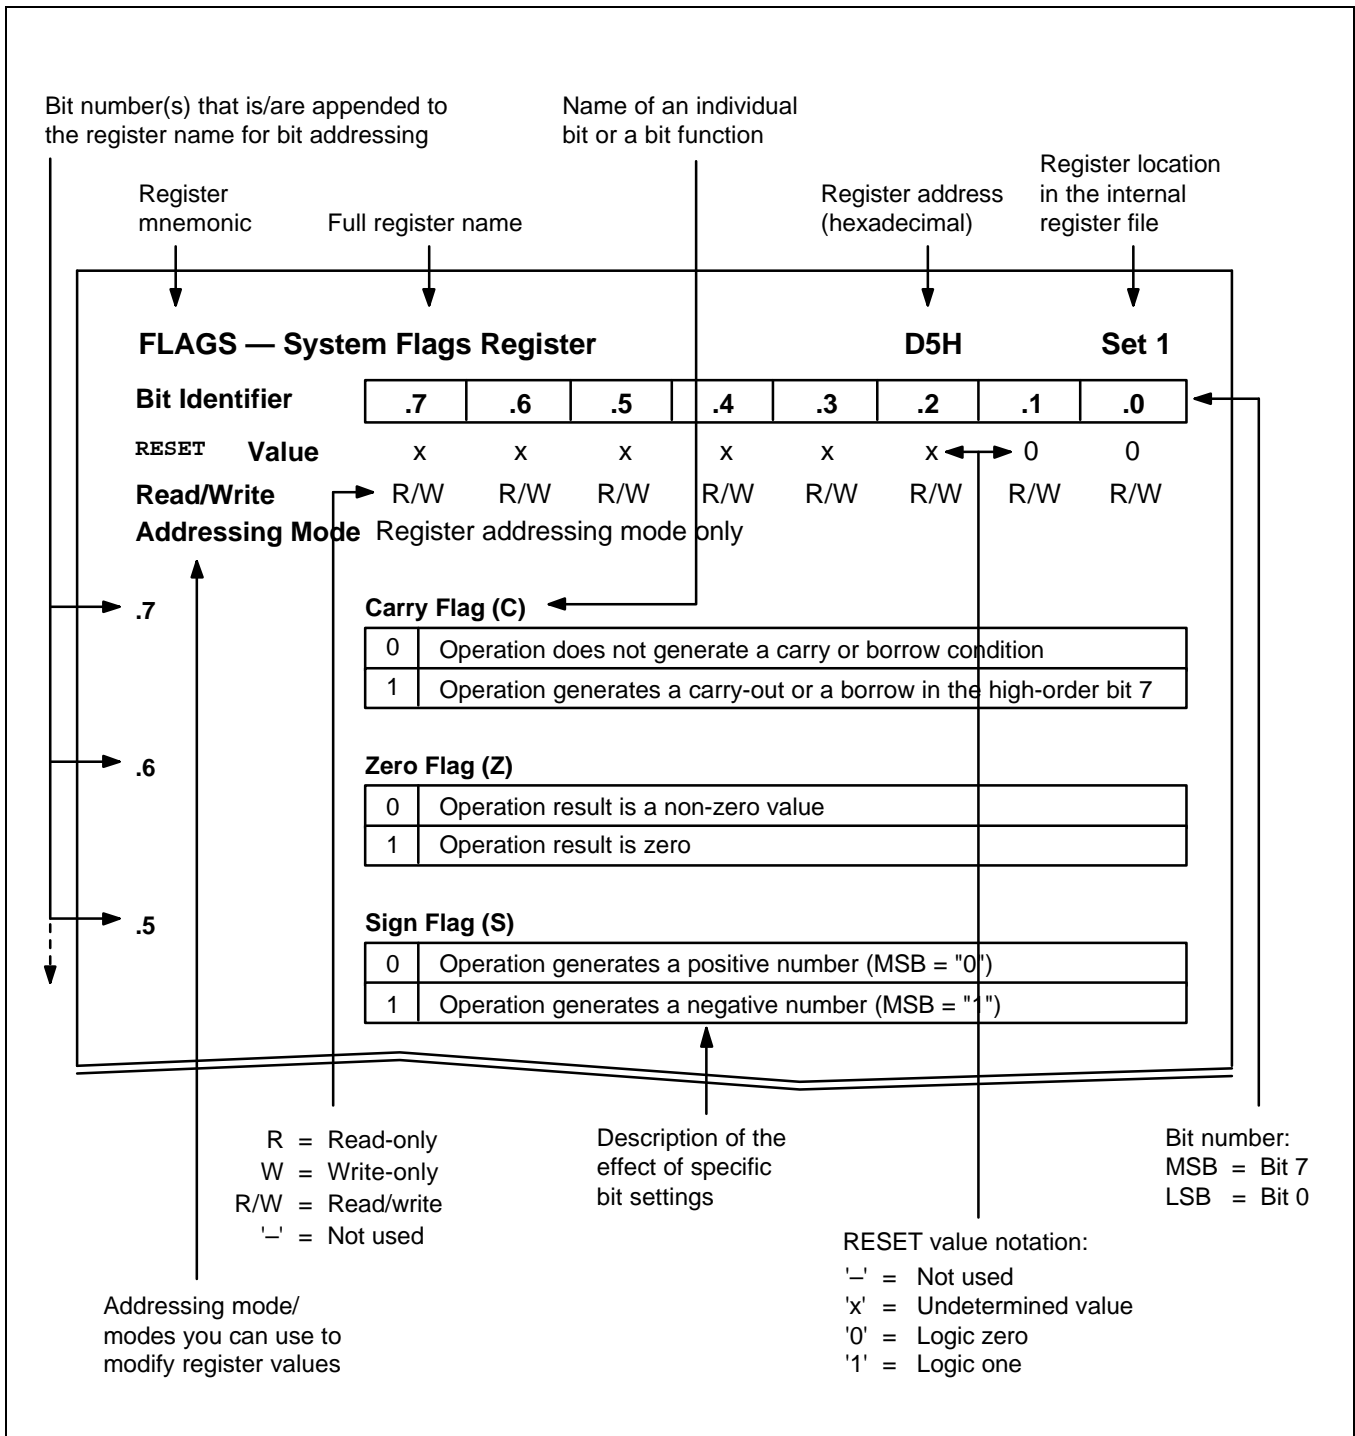 Bit number(s) that is/are appended to
the register name for bit addressing
Name of an individual
bit or a bit function
Register
mnemonic
Full register name
Register address
(hexadecimal)
Register location
in the internal
register file
FLAGS — System Flags Register D5H Set 1
Bit Identifier .7 .6 .5 .4 .3 .2 .1 .0
RESET Value x x x x x x 0 0
Read/Write R/W R/W R/W R/W R/W R/W R/W R/W
Addressing Mode Register addressing mode only
.7 Carry Flag (C)
0 Operation does not generate a carry or borrow condition
1 Operation generates a carry-out or a borrow in the high-order bit 7
.6 Zero Flag (Z)
0 Operation result is a non-zero value
1 Operation result is zero
.5 Sign Flag (S)
0 Operation generates a positive number (MSB = "0")
1 Operation generates a negative number (MSB = "1")
R = Read-only
W = Write-only
R/W = Read/write
'–' = Not used
Description of the
effect of specific
bit settings
Bit number:
MSB = Bit 7
LSB = Bit 0
RESET value notation:
'–' = Not used
'x' = Undetermined value
'0' = Logic zero
'1' = Logic one
Addressing mode/
modes you can use to
modify register values